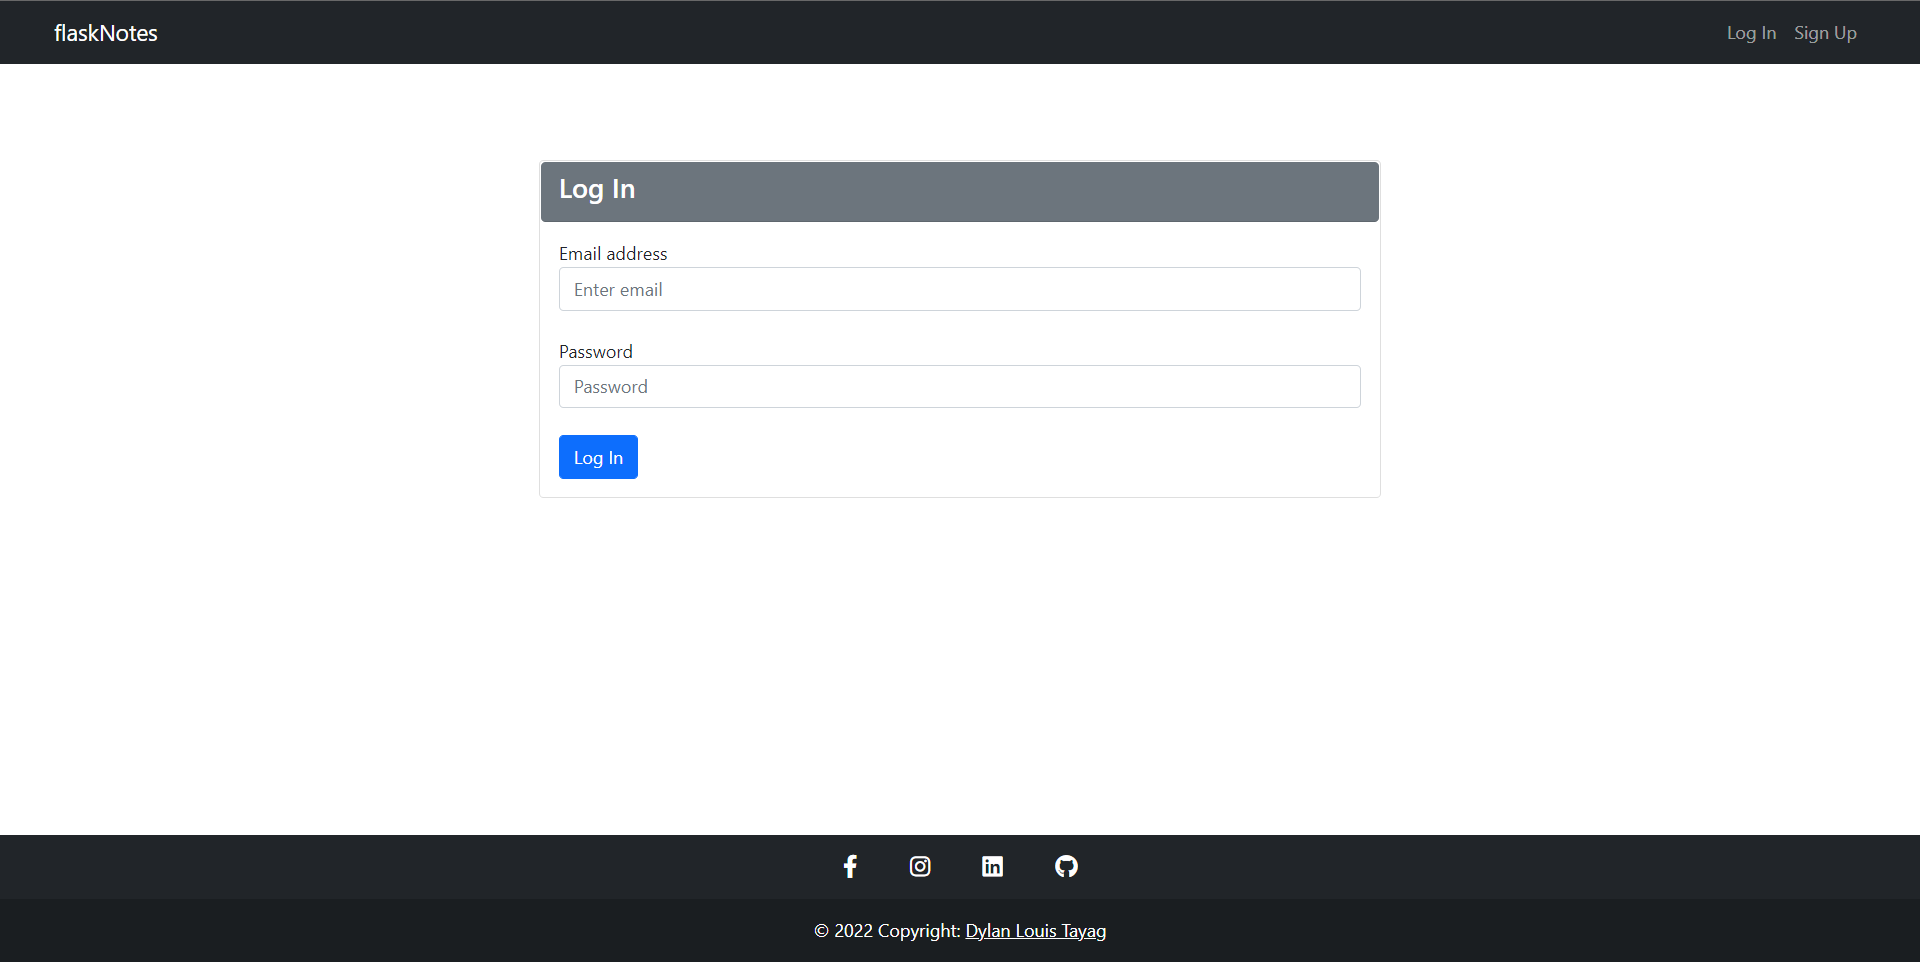 flaskNotes
Log In Sign Up
Log In
Email address
Enter email
Password
Password
Log In
© 2022 Copyright: Dylan Louis Tayag